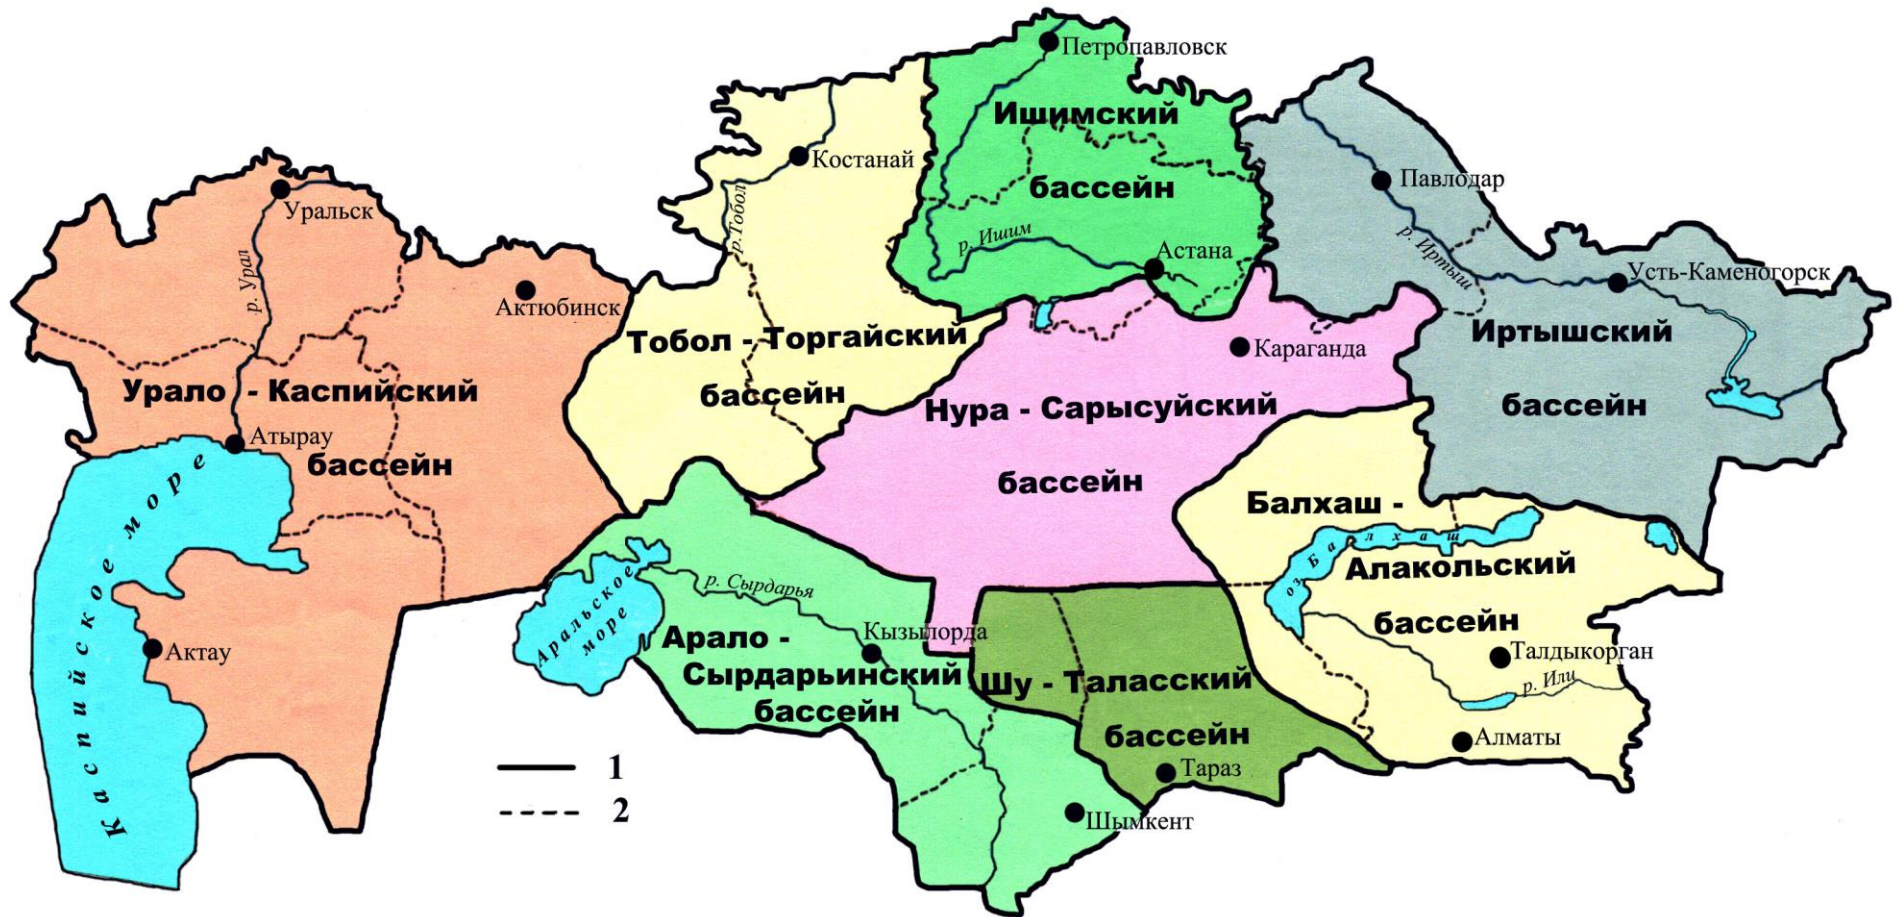 Петропавловск
Ишимский
бассейн
р. Ишим
Астана
Костанай
р.Тобол
Тобол - Торгайский
бассейн
Павлодар
р. Иртыш
Усть-Каменогорск
Иртышский
бассейн
Уральск
р. Урал
Актюбинск
Урало - Каспийский
бассейн
Атырау
Каспийское море
Актау
Караганда
Нура - Сарысуйский
бассейн
Балхаш -
Алакольский
бассейн
оз. Балхаш
Талдыкорган
р. Или
Алматы
Аральское
море
р. Сырдарья
Кызылорда
Арало -
Сырдарьинский
бассейн
Шу - Таласский
бассейн
Тараз
Шымкент
1
2